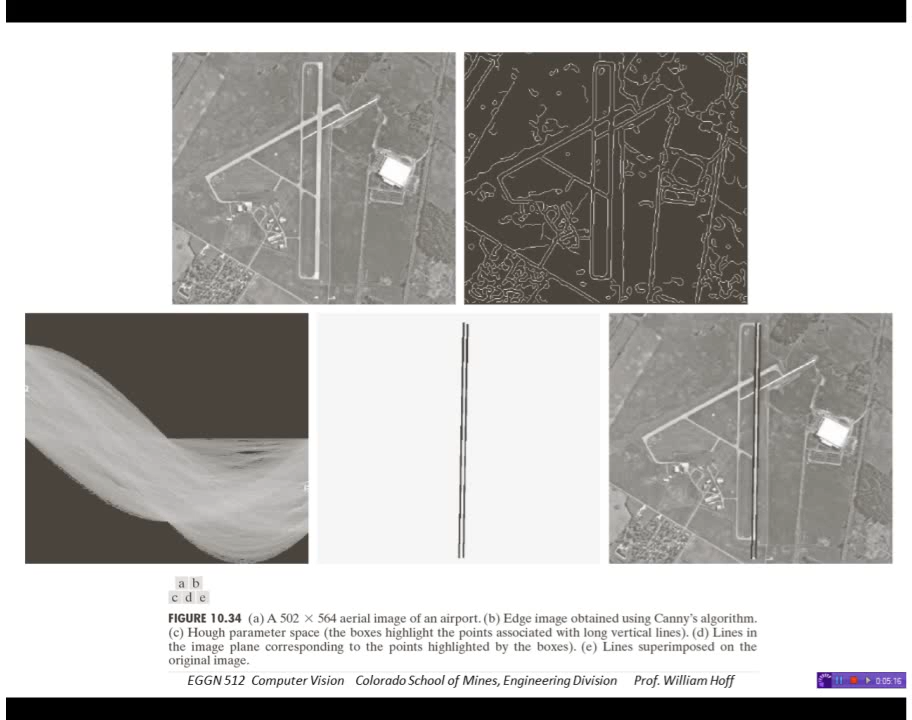 a b
c d e
FIGURE 10.34 (a) A 502 × 564 aerial image of an airport. (b) Edge image obtained using Canny's algorithm.
(c) Hough parameter space (the boxes highlight the points associated with long vertical lines). (d) Lines in
the image plane corresponding to the points highlighted by the boxes). (e) Lines superimposed on the
original image.
EGGN 512 Computer Vision Colorado School of Mines, Engineering Division Prof. William Hoff
0:05:16